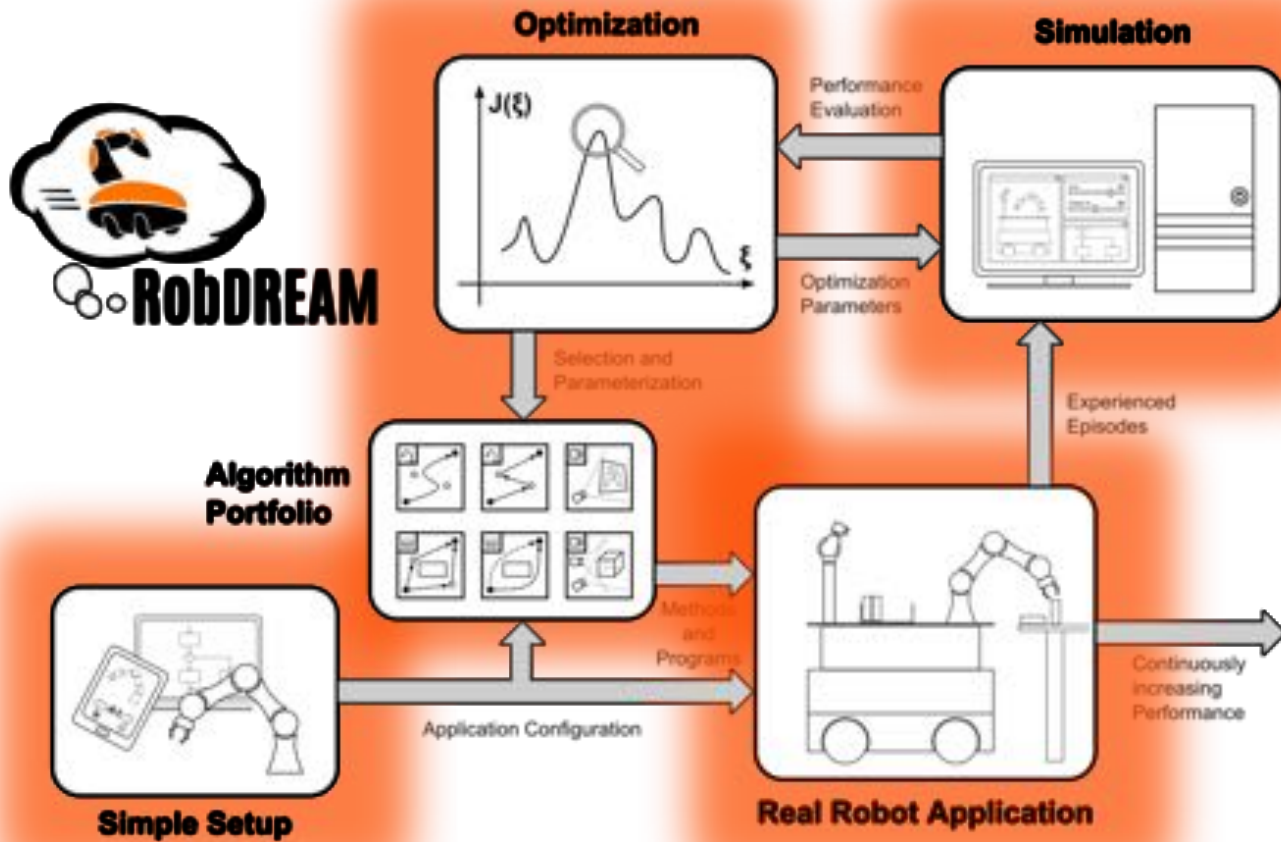 Optimization
Simulation
J(ξ)
ξ
Performance
Evaluation
Optimization
Parameters
RobDREAM
Selection and
Parameterization
Experienced
Episodes
Algorithm
Portfolio
Methods
and
Programs
Application Configuration
Continuously
increasing
Performance
Simple Setup
Real Robot Application